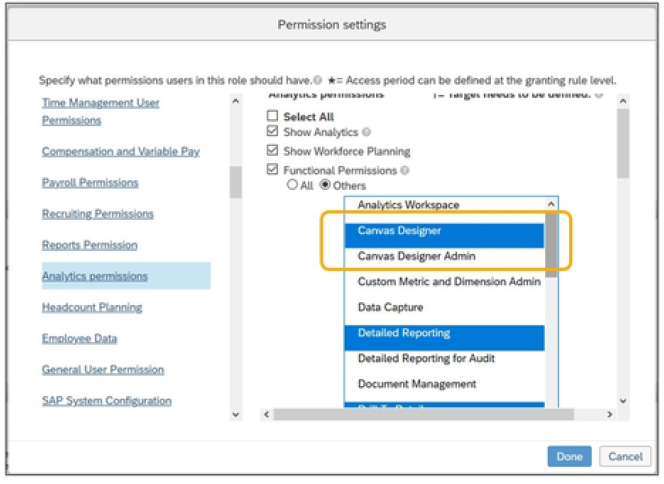 Permission settings
Specify what permissions users in this role should have. ★= Access period can be defined at the granting rule level.
Time Management User
Permissions
Compensation and Variable Pay
Payroll Permissions
Recruiting Permissions
Reports Permission
Analytics permissions
Headcount Planning
Employee Data
General User Permission
SAP System Configuration
Analytics permissions †= Target needs to be defined.
Select All
Show Analytics
Show Workforce Planning
Functional Permissions
All Others
Analytics Workspace
Canvas Designer
Canvas Designer Admin
Custom Metric and Dimension Admin
Data Capture
Detailed Reporting
Detailed Reporting for Audit
Document Management
Drill To Detail
Done Cancel